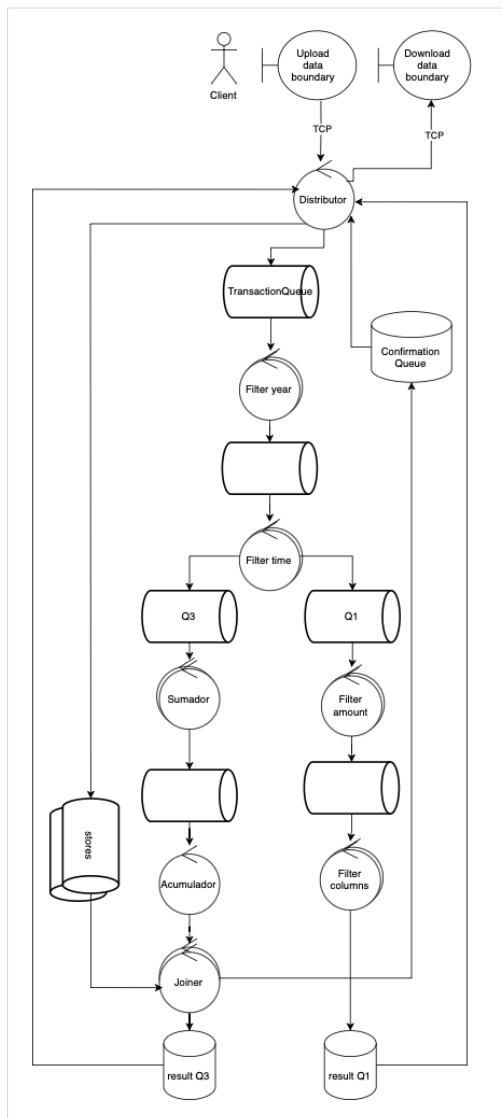 Upload
data
boundary
Download
data
boundary
Client
TCP
TCP
Distributor
TransactionQueue
Confirmation
Queue
Filter year
Filter time
Q3
Q1
Sumador
Filter
amount
stores
Acumulador
Filter
columns
Joiner
result Q3
result Q1